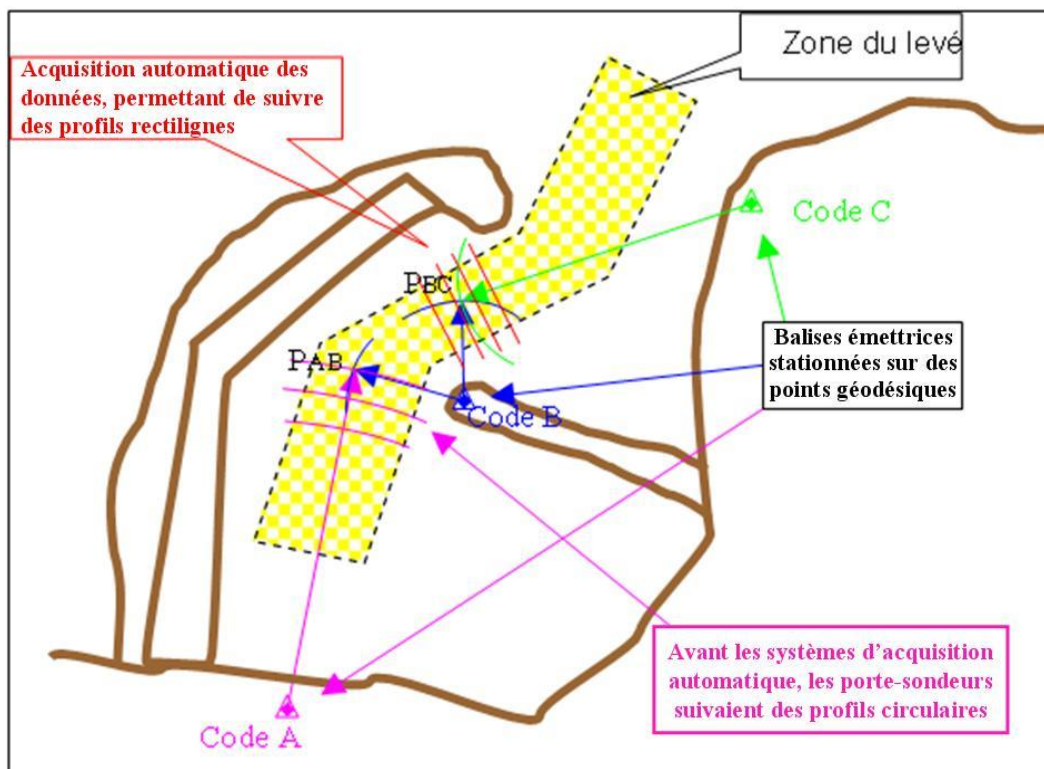 Zone du levé
Acquisition automatique des
données, permettant de suivre
des profils rectilignes
Code C
PBC
PAB
Balises émettrices
stationnées sur des
points géodésiques
Code B
Avant les systèmes d’acquisition
automatique, les porte-sondeurs
suivaient des profils circulaires
Code A